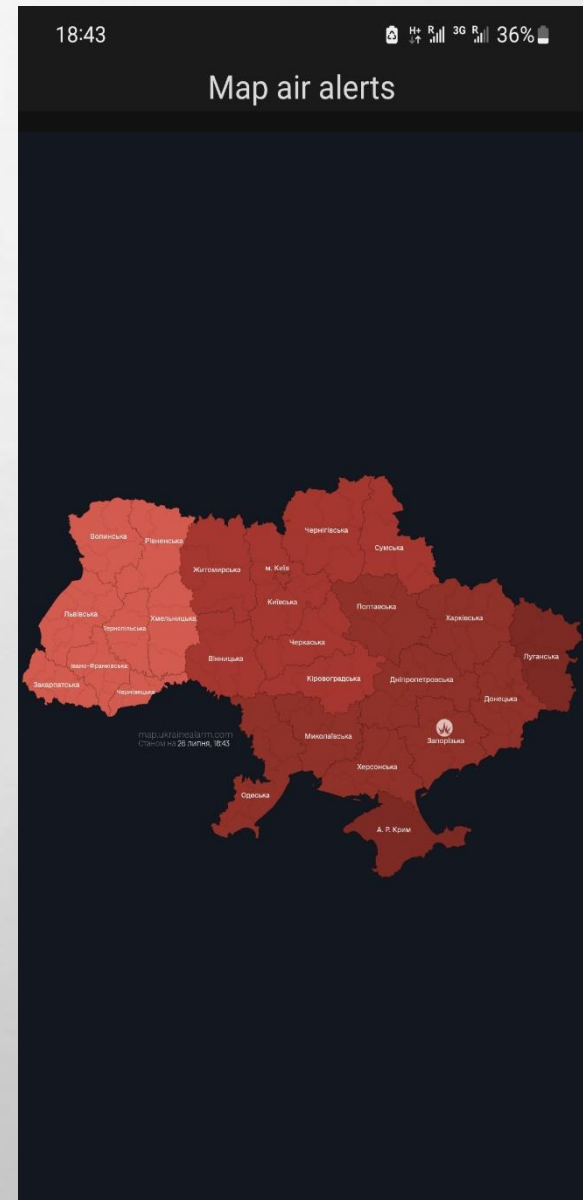 18:43
H+ R 3G R 36%
Map air alerts
Чернігівська
Волинська
Рівненська
Сумська
Житомирська
м. Київ
Київська
Полтавська
Львівська
Хмельницька
Харківська
Тернопільська
Черкаська
Луганська
Вінницька
Івано-Франківська
Кіровоградська
Дніпропетровська
Закарпатська
Чернівецька
Донецька
map.ukrainealarm.com
Станом на 26 липня, 18:43
Миколаївська
Запорізька
Херсонська
Одеська
А. Р. Крим